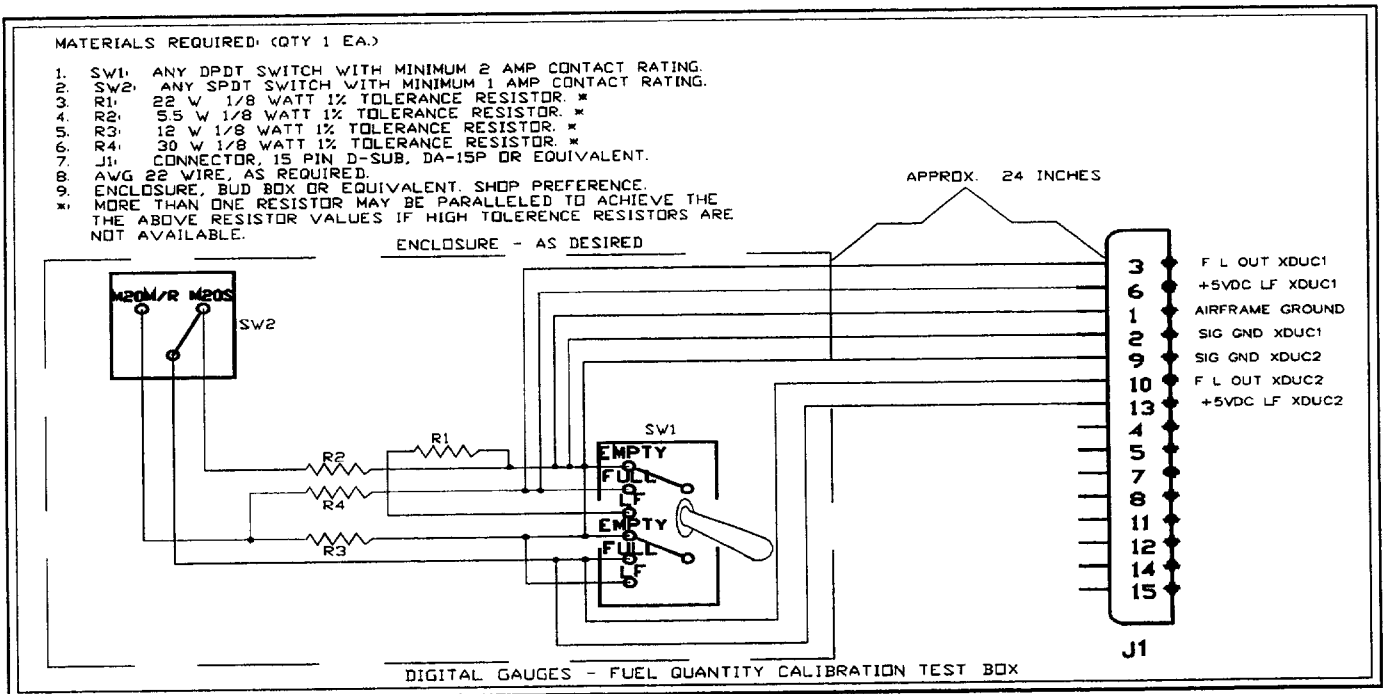 MATERIALS REQUIRED: (QTY 1 EA.)
1. SW1: ANY DPDT SWITCH WITH MINIMUM 2 AMP CONTACT RATING.
2. SW2: ANY SPDT SWITCH WITH MINIMUM 1 AMP CONTACT RATING.
3. R1: 22 W 1/8 WATT 1% TOLERANCE RESISTOR. *
4. R2: 5.5 W 1/8 WATT 1% TOLERANCE RESISTOR. *
5. R3: 12 W 1/8 WATT 1% TOLERANCE RESISTOR. *
6. R4: 30 W 1/8 WATT 1% TOLERANCE RESISTOR. *
7. J1: CONNECTOR, 15 PIN D-SUB, DA-15P OR EQUIVALENT.
8. AWG 22 WIRE, AS REQUIRED.
9. ENCLOSURE, BUD BOX OR EQUIVALENT. SHOP PREFERENCE.
*: MORE THAN ONE RESISTOR MAY BE PARALLELED TO ACHIEVE THE
THE ABOVE RESISTOR VALUES IF HIGH TOLERENCE RESISTORS ARE
NOT AVAILABLE.
APPROX. 24 INCHES
ENCLOSURE - AS DESIRED
M20M/R M20S
SW2
R1
R2
R4
R3
SW1
EMPTY
FULL
LF
EMPTY
FULL
LF
3 F L OUT XDUC1
6 +5VDC LF XDUC1
1 AIRFRAME GROUND
2 SIG GND XDUC1
9 SIG GND XDUC2
10 F L OUT XDUC2
13 +5VDC LF XDUC2
4
5
7
8
11
12
14
15
J1
DIGITAL GAUGES - FUEL QUANTITY CALIBRATION TEST BOX